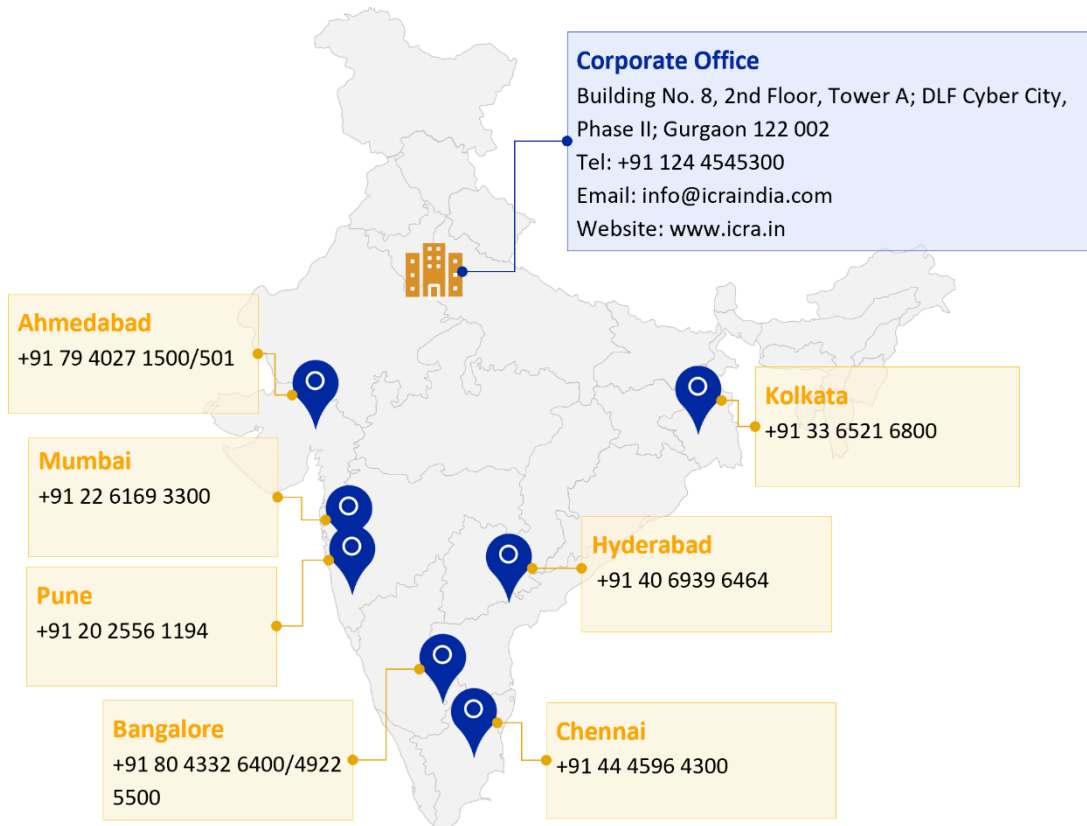 Corporate Office
Building No. 8, 2nd Floor, Tower A; DLF Cyber City,
Phase II; Gurgaon 122 002
Tel: +91 124 4545300
Email: info@icraindia.com
Website: www.icra.in
Ahmedabad
+91 79 4027 1500/501
Kolkata
+91 33 6521 6800
Mumbai
+91 22 6169 3300
Hyderabad
+91 40 6939 6464
Pune
+91 20 2556 1194
Bangalore
+91 80 4332 6400/4922
5500
Chennai
+91 44 4596 4300